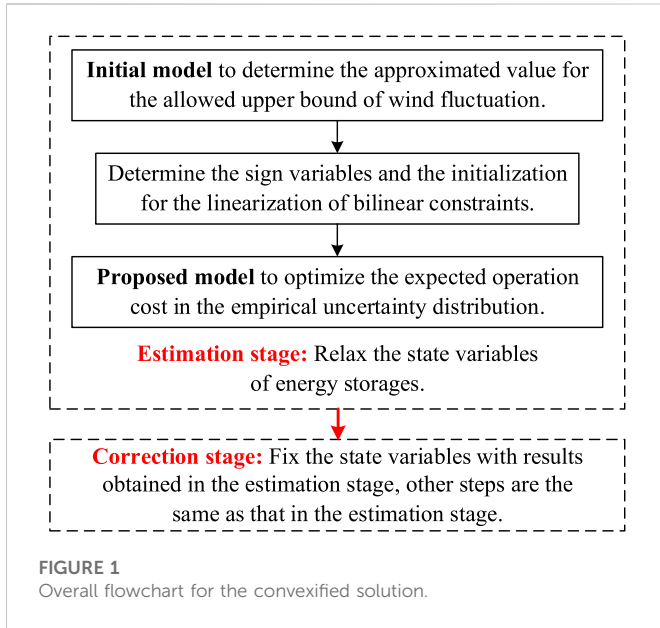 Initial model to determine the approximated value for
the allowed upper bound of wind fluctuation.
Determine the sign variables and the initialization
for the linearization of bilinear constraints.
Proposed model to optimize the expected operation
cost in the empirical uncertainty distribution.
Estimation stage: Relax the state variables
of energy storages.
Correction stage: Fix the state variables with results
obtained in the estimation stage, other steps are the
same as that in the estimation stage.
FIGURE 1
Overall flowchart for the convexified solution.